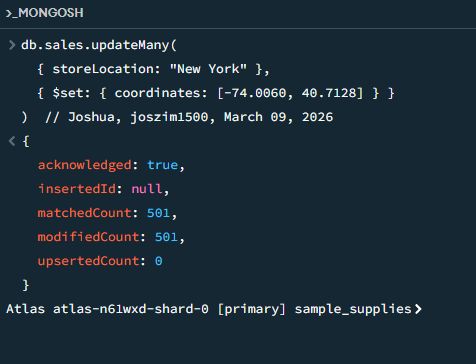 >_MONGOSH
> db.sales.updateMany(
{ storeLocation: "New York" },
{ $set: { coordinates: [-74.0060, 40.7128] } }
)  // Joshua, joszim1500, March 09, 2026
< {
acknowledged: true,
insertedId: null,
matchedCount: 501,
modifiedCount: 501,
upsertedCount: 0
}
Atlas atlas-n61wxd-shard-0 [primary] sample_supplies>